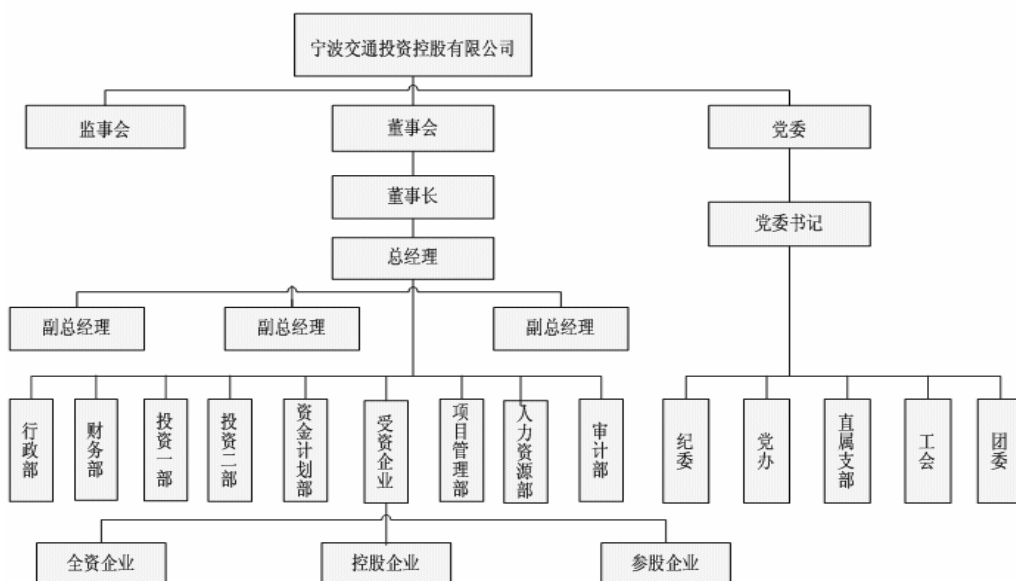 宁波交通投资控股有限公司
监事会
董事会
党委
董事长
党委书记
总经理
副总经理
副总经理
副总经理
行政部
财务部
投资一部
投资二部
资金计划部
受资企业
项目管理部
人力资源部
审计部
纪委
党办
直属支部
工会
团委
全资企业
控股企业
参股企业